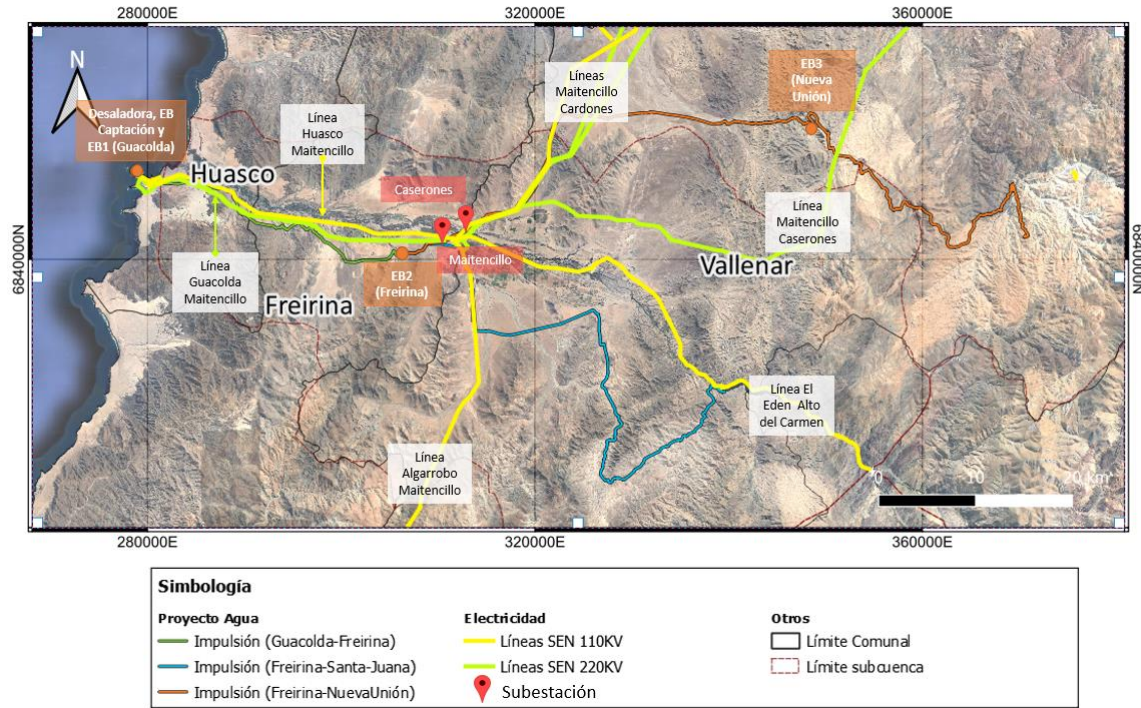 280000E
320000E
360000E
N
Desaladora, EB
Captación y
EB1 (Guacolda)
Línea
Huasco
Maitencillo
Líneas
Maitencillo
Cardones
EB3
(Nueva
Unión)
Huasco
Caserones
Línea
Guacolda
Maitencillo
EB2
(Freirina)
Maitencillo
Línea
Maitencillo
Caserones
Vallenar
Freirina
6840000N
6840000N
Línea El
Eden Alto
del Carmen
Línea
Algarrobo
Maitencillo
0 10 20 km
280000E
320000E
360000E
Simbología
Proyecto Agua
Impulsión (Guacolda-Freirina)
Impulsión (Freirina-Santa-Juana)
Impulsión (Freirina-NuevaUnión)
Electricidad
Líneas SEN 110KV
Líneas SEN 220KV
Subestación
Otros
Límite Comunal
Límite subcuenca